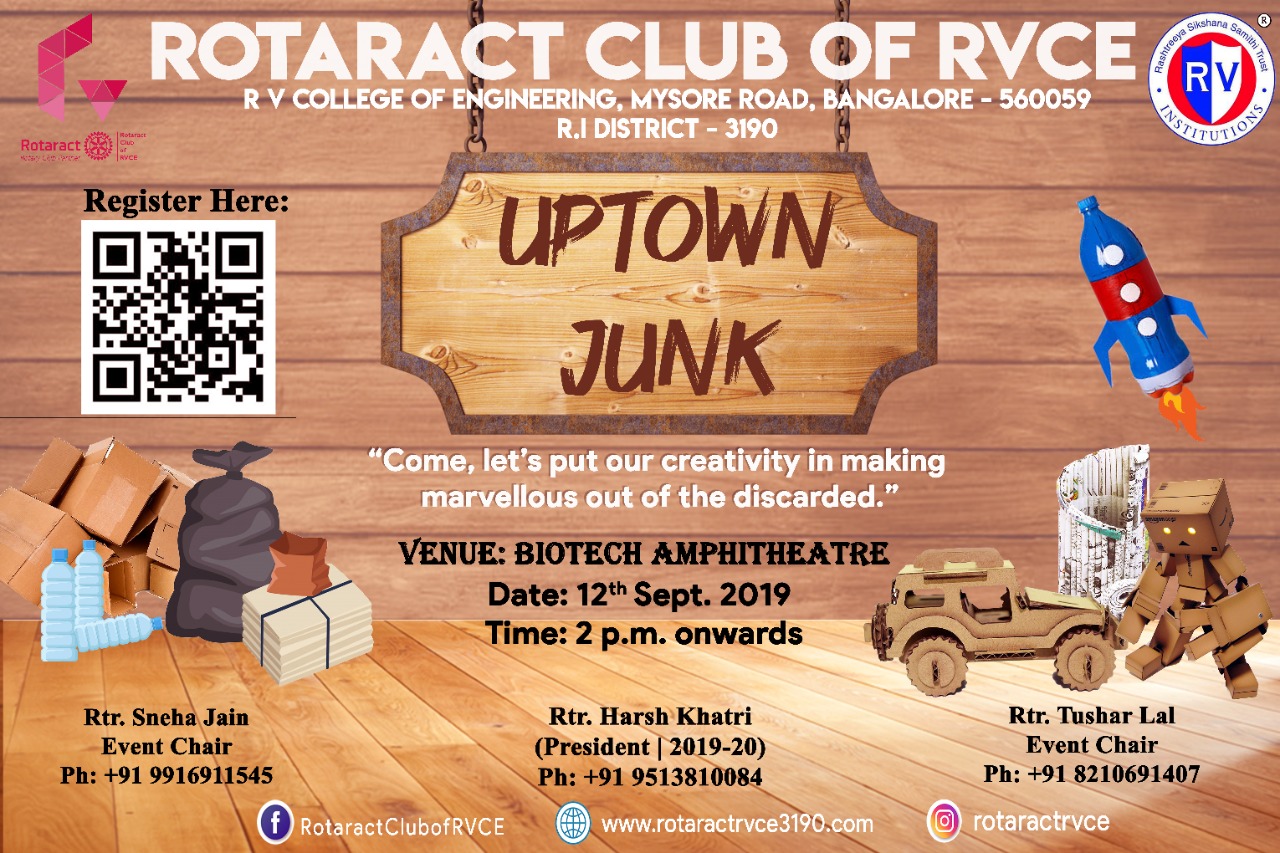 ROTARACT CLUB OF RVCE
R V COLLEGE OF ENGINEERING, MYSORE ROAD, BANGALORE - 560059
R.I DISTRICT - 3190
Rotaract
Rotaract
Club
of
RVCE
Rashtreeya Sikshana Samithi Trust
RV
INSTITUTIONS
®
Register Here:
UPTOWN
JUNK
“Come, let’s put our creativity in making
marvellous out of the discarded.”
VENUE: BIOTECH AMPHITHEATRE
Date: 12th Sept. 2019
Time: 2 p.m. onwards
Rtr. Sneha Jain
Event Chair
Ph: +91 9916911545
Rtr. Harsh Khatri
(President | 2019-20)
Ph: +91 9513810084
Rtr. Tushar Lal
Event Chair
Ph: +91 8210691407
RotaractClubofRVCE
www.rotaractrvce3190.com
rotaractrvce